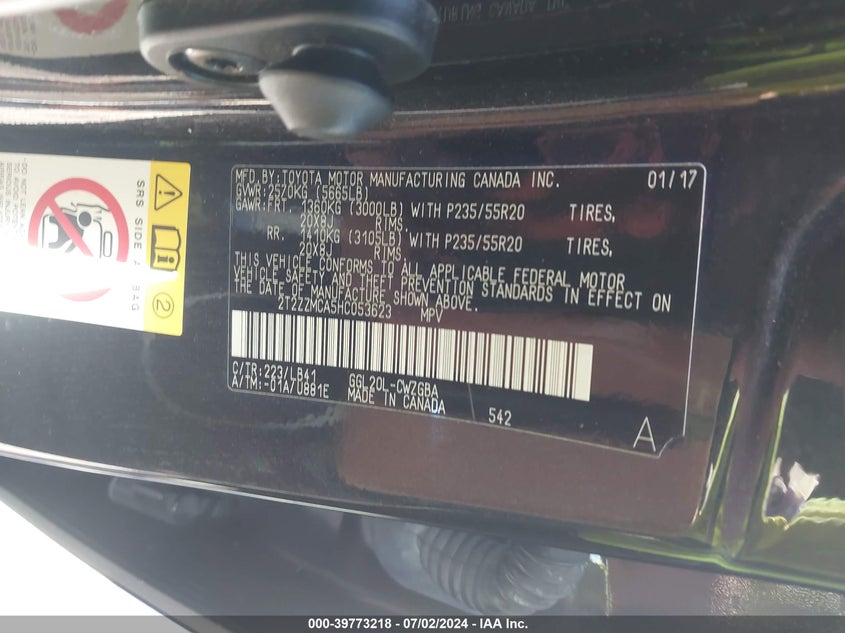 MFD.BY:TOYOTA MOTOR MANUFACTURING CANADA INC. 01/17
GVWR:2570KG (5665LB)
GAWR:FRT. 1360KG (3000LB) WITH P235/55R20 TIRES,
20X8J RIMS.
RR. 1410KG (3105LB) WITH P235/55R20 TIRES,
20X8J RIMS.
THIS VEHICLE CONFORMS TO ALL APPLICABLE FEDERAL MOTOR
VEHICLE SAFETY AND THEFT PREVENTION STANDARDS IN EFFECT ON
THE DATE OF MANUFACTURE SHOWN ABOVE.
2T2ZZMCA5HC053623 MPV
C/TR:223/LB41 GGL20L-CWZGBA
A/TM:-01A/U881E MADE IN CANADA 542
A
SRS SIDE AIRBAG
2
000-39773218 - 07/02/2024 - IAA Inc.